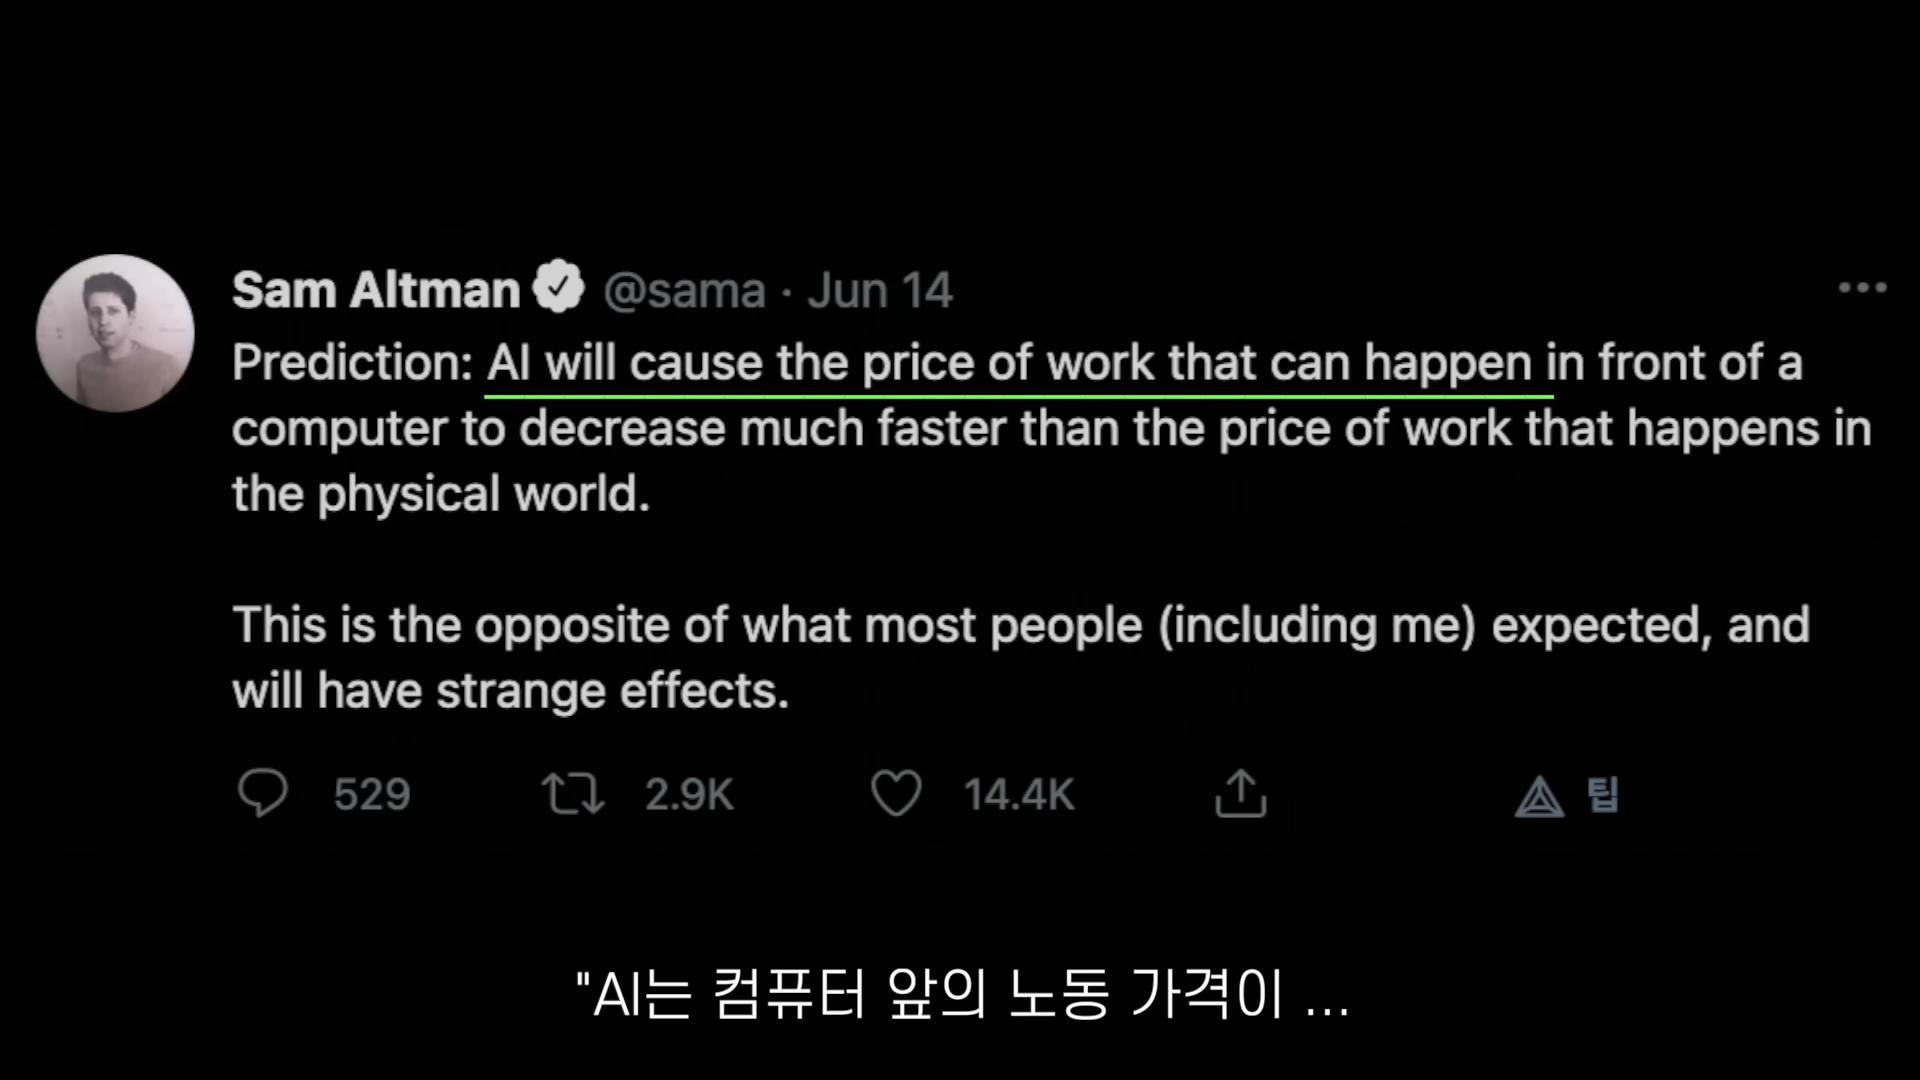 Sam Altman @sama · Jun 14
Prediction: AI will cause the price of work that can happen in front of a
computer to decrease much faster than the price of work that happens in
the physical world.
This is the opposite of what most people (including me) expected, and
will have strange effects.
529 2.9K 14.4K 팁
"AI는 컴퓨터 앞의 노동 가격이 ...